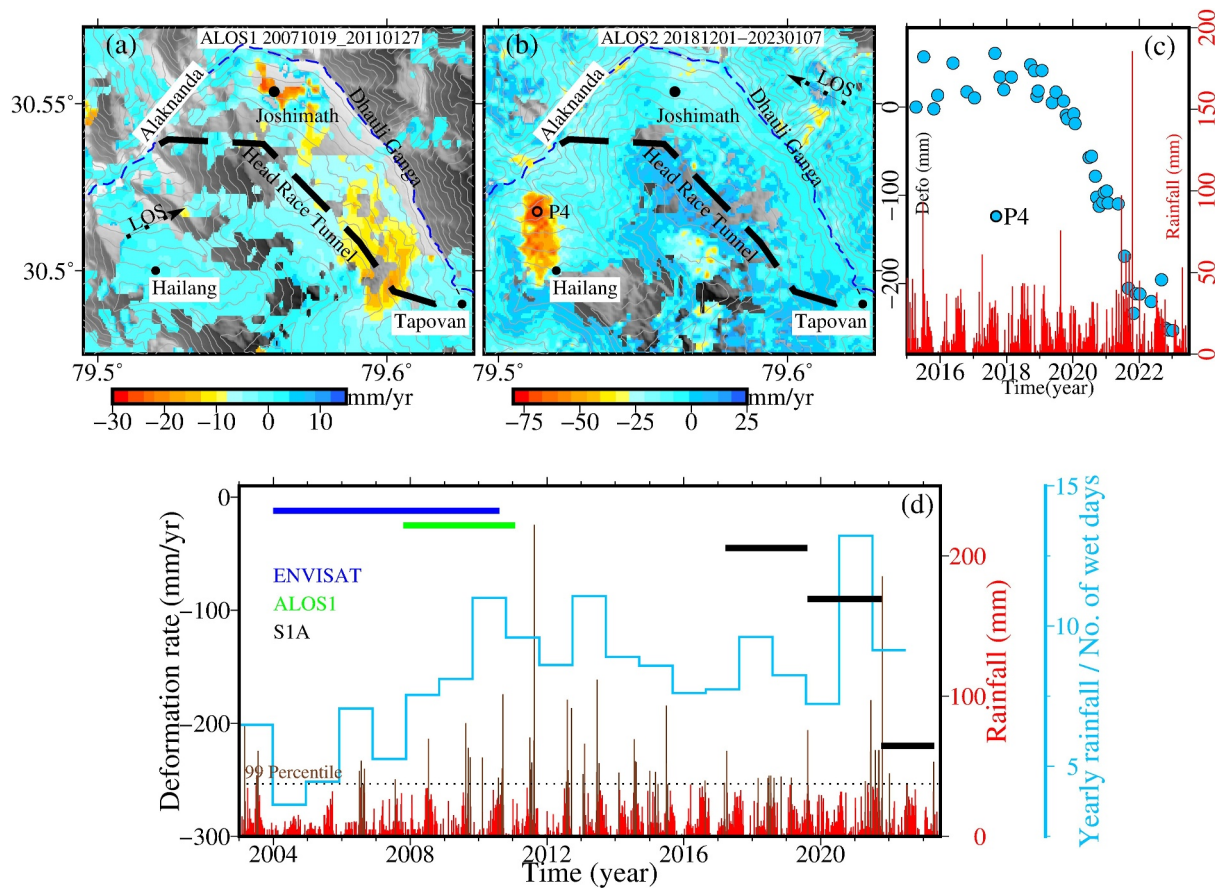 (a)
ALOS1 20071019_20110127
Alaknanda
Joshimath
Dhauli Ganga
Head Race Tunnel
LOS
Hailang
Tapovan
30.55°
30.5°
79.5°
79.6°
−30 −20 −10 0 10
mm/yr
(b)
ALOS2 20181201−20230107
LOS
Alaknanda
Joshimath
Dhauli Ganga
Head Race Tunnel
P4
Hailang
Tapovan
79.5°
79.6°
−75 −50 −25 0 25
mm/yr
(c)
0
−100
−200
Defo (mm)
P4
Rainfall (mm)
200
150
100
50
0
2016 2018 2020 2022
Time(year)
(d)
0
−100
−200
−300
Deformation rate (mm/yr)
ENVISAT
ALOS1
S1A
99 Percentile
200
100
0
Rainfall (mm)
15
10
5
Yearly rainfall / No. of wet days
2004 2008 2012 2016 2020
Time (year)